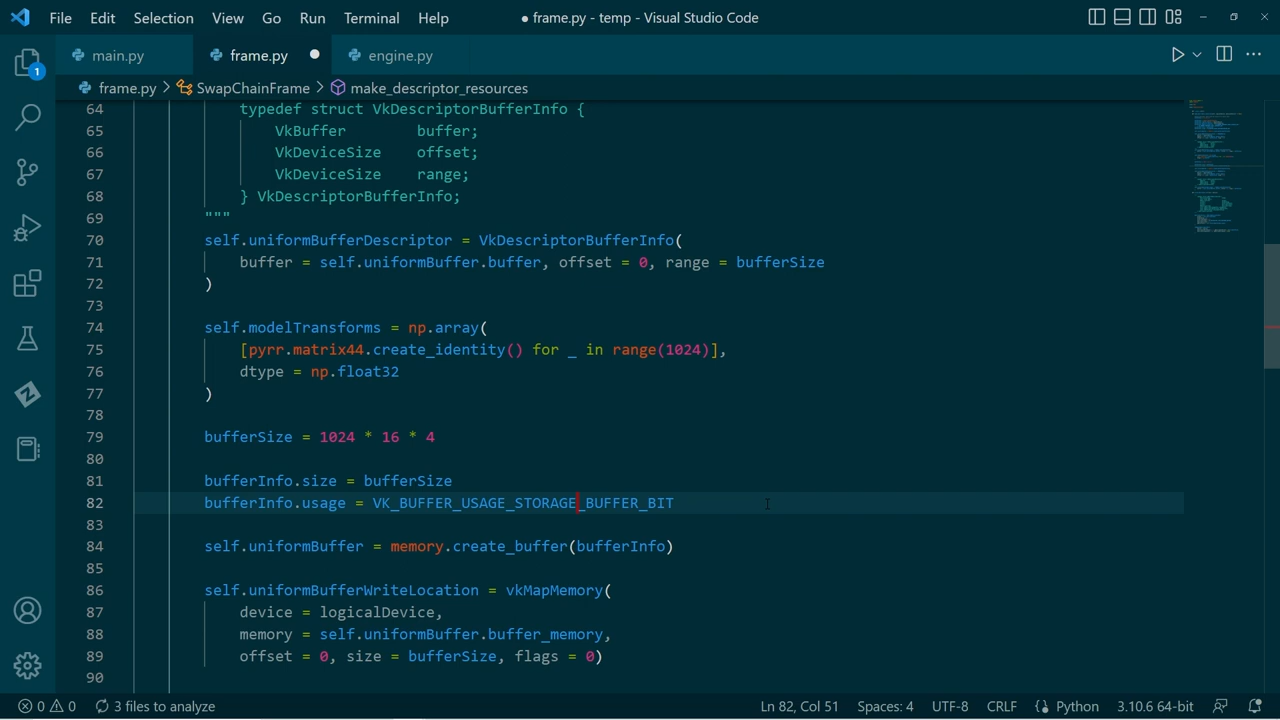 File Edit Selection View Go Run Terminal Help
● frame.py - temp - Visual Studio Code
main.py frame.py engine.py
frame.py > SwapChainFrame > make_descriptor_resources
1
64 typedef struct VkDescriptorBufferInfo {
65 VkBuffer buffer;
66 VkDeviceSize offset;
67 VkDeviceSize range;
68 } VkDescriptorBufferInfo;
69 """
70 self.uniformBufferDescriptor = VkDescriptorBufferInfo(
71 buffer = self.uniformBuffer.buffer, offset = 0, range = bufferSize
72 )
73
74 self.modelTransforms = np.array(
75 [pyrr.matrix44.create_identity() for _ in range(1024)],
76 dtype = np.float32
77 )
78
79 bufferSize = 1024 * 16 * 4
80
81 bufferInfo.size = bufferSize
82 bufferInfo.usage = VK_BUFFER_USAGE_STORAGE_BUFFER_BIT
83
84 self.uniformBuffer = memory.create_buffer(bufferInfo)
85
86 self.uniformBufferWriteLocation = vkMapMemory(
87 device = logicalDevice,
88 memory = self.uniformBuffer.buffer_memory,
89 offset = 0, size = bufferSize, flags = 0)
90
0 0 3 files to analyze Ln 82, Col 51 Spaces: 4 UTF-8 CRLF Python 3.10.6 64-bit